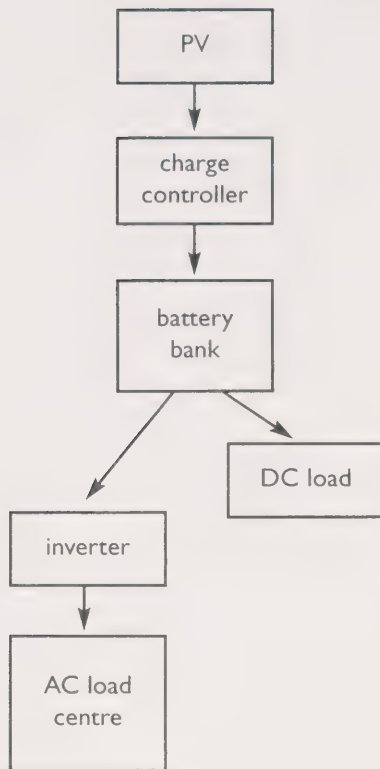 PV
charge
controller
battery
bank
DC load
inverter
AC load
centre